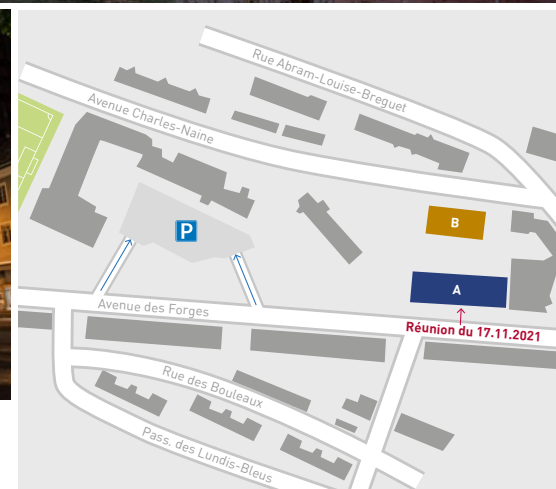 Rue Abram-Louise-Breguet
Avenue Charles-Naine
B
P
A
Avenue des Forges
Réunion du 17.11.2021
Rue des Bouleaux
Pass. des Lundis-Bleus